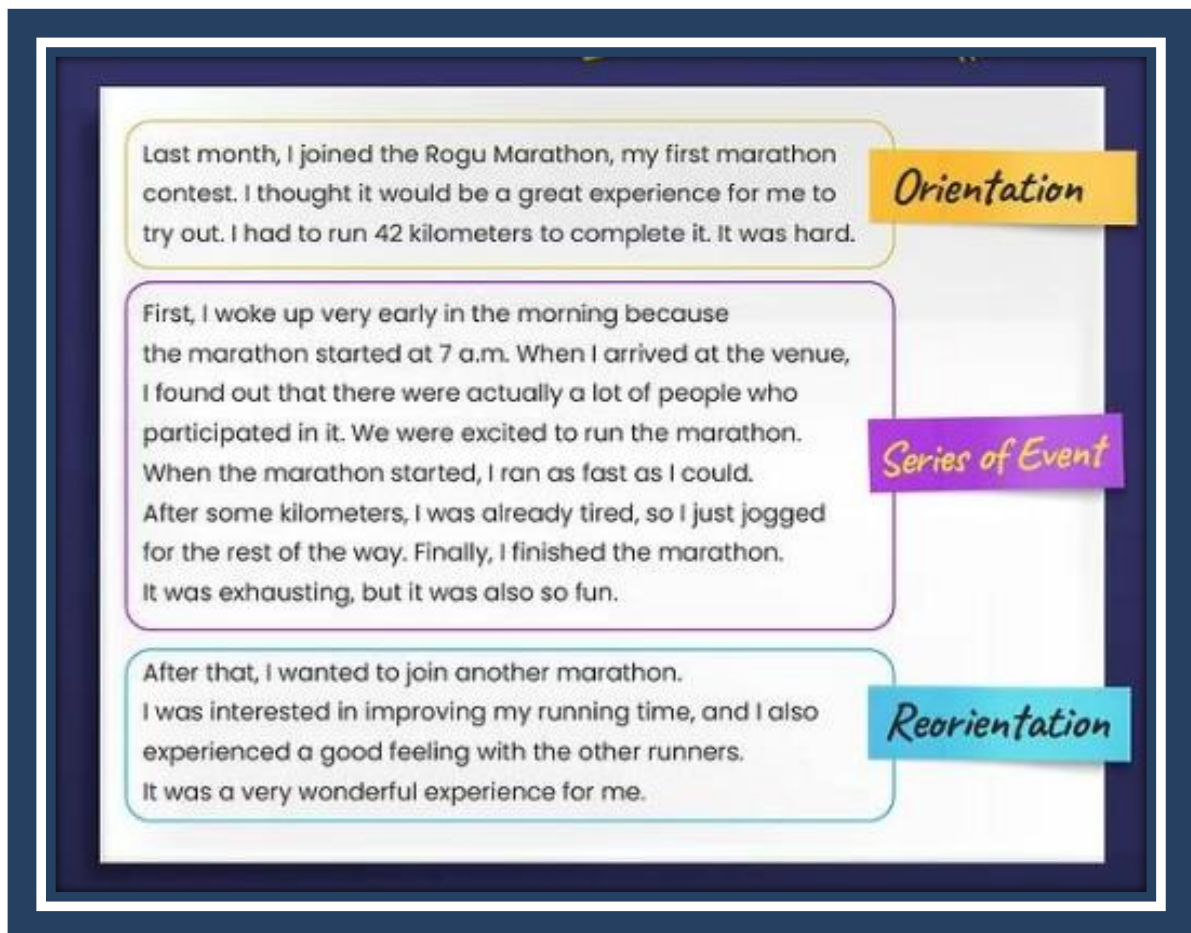 Last month, I joined the Rogu Marathon, my first marathon
contest. I thought it would be a great experience for me to
try out. I had to run 42 kilometers to complete it. It was hard.
Orientation
First, I woke up very early in the morning because
the marathon started at 7 a.m. When I arrived at the venue,
I found out that there were actually a lot of people who
participated in it. We were excited to run the marathon.
When the marathon started, I ran as fast as I could.
After some kilometers, I was already tired, so I just jogged
for the rest of the way. Finally, I finished the marathon.
It was exhausting, but it was also so fun.
Series of Event
After that, I wanted to join another marathon.
I was interested in improving my running time, and I also
experienced a good feeling with the other runners.
It was a very wonderful experience for me.
Reorientation